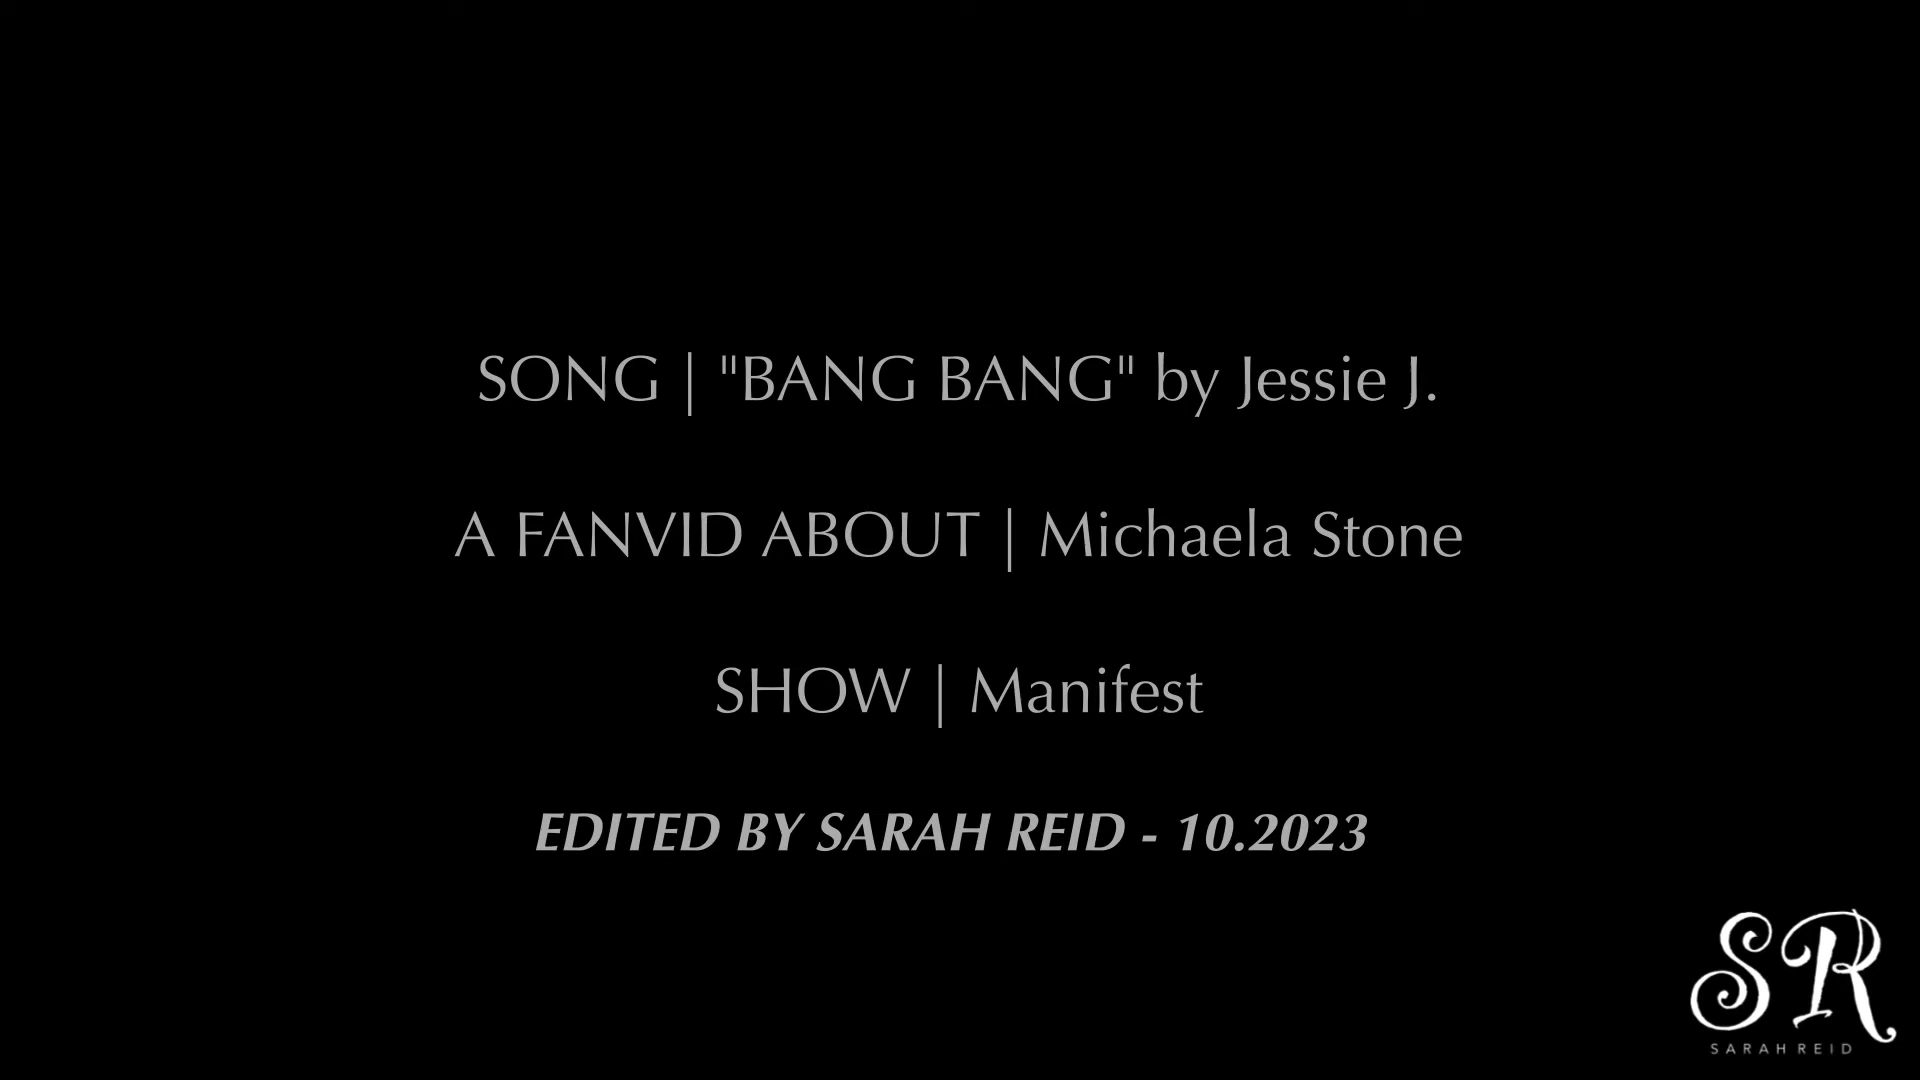 SONG | "BANG BANG" by Jessie J.
A FANVID ABOUT | Michaela Stone
SHOW | Manifest
EDITED BY SARAH REID - 10.2023
SR
SARAH REID